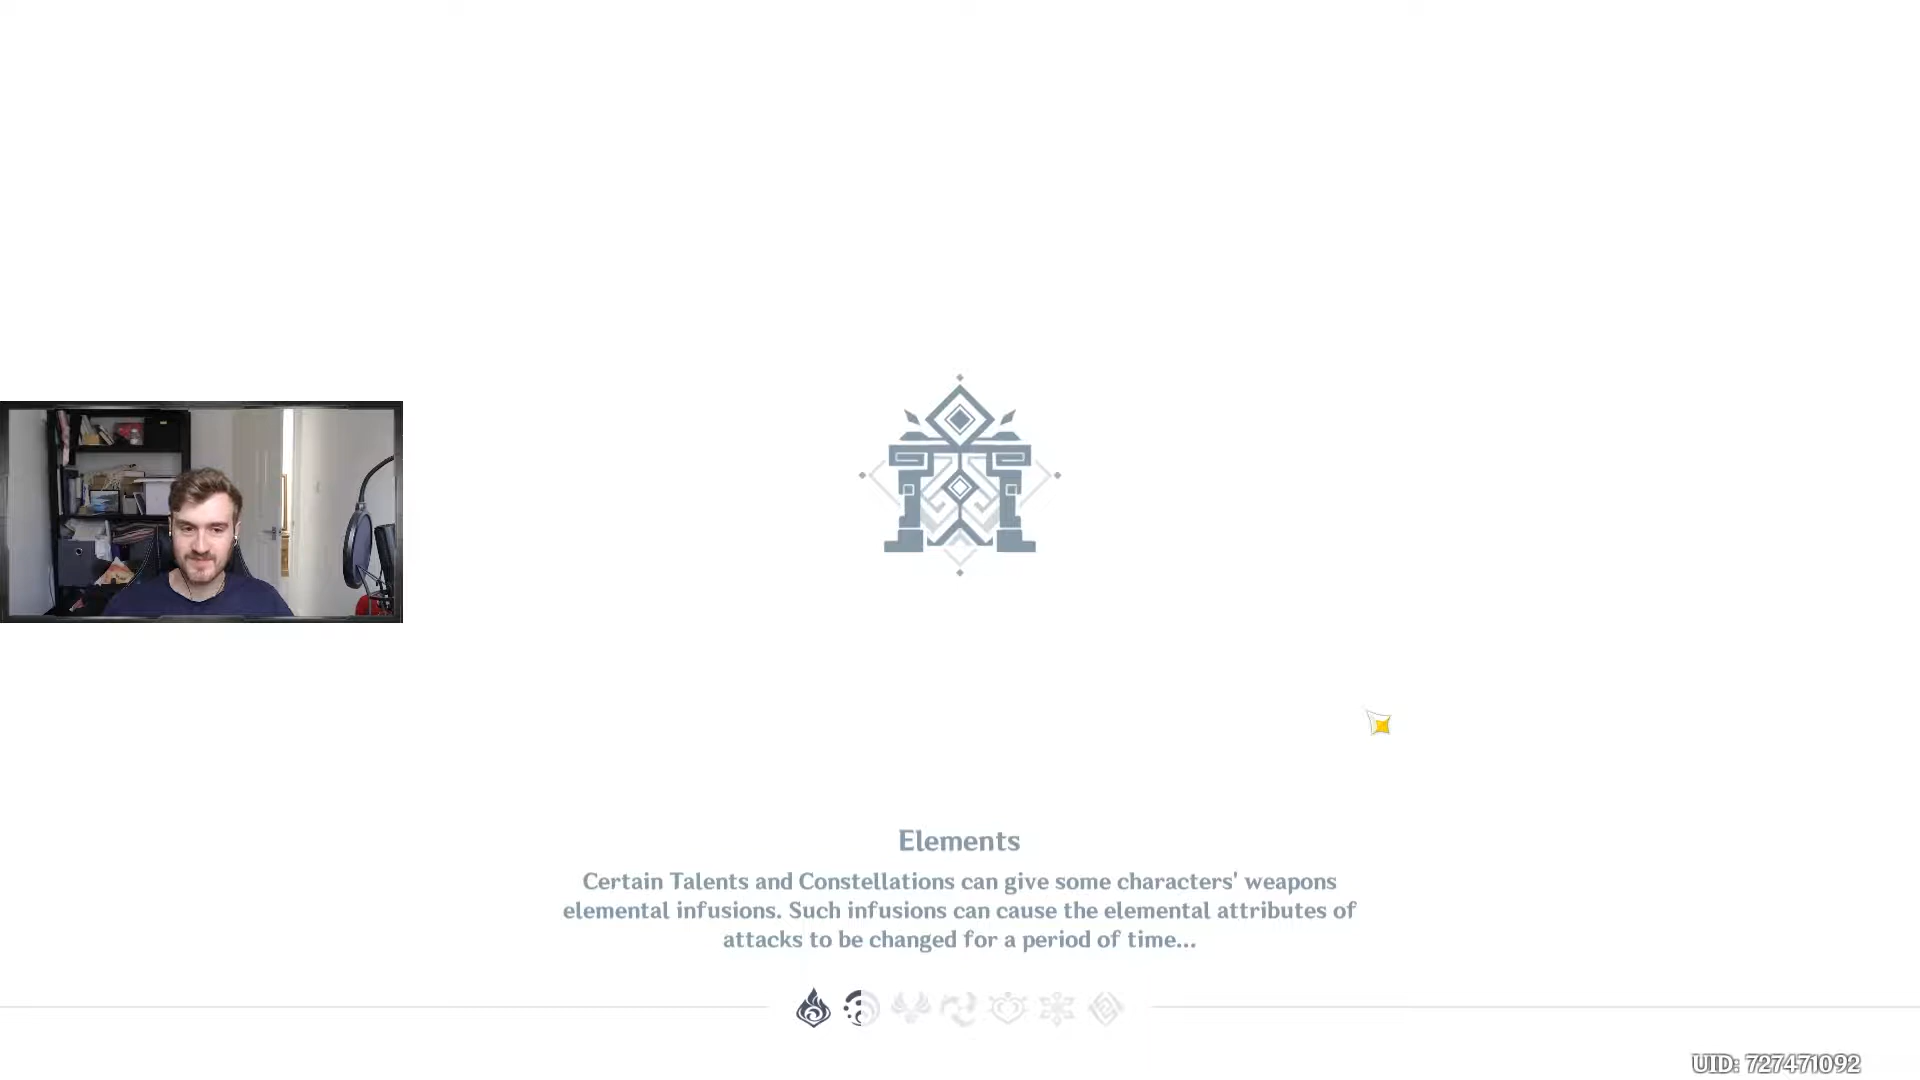 Elements
Certain Talents and Constellations can give some characters' weapons
elemental infusions. Such infusions can cause the elemental attributes of
attacks to be changed for a period of time...
UID: 727471092